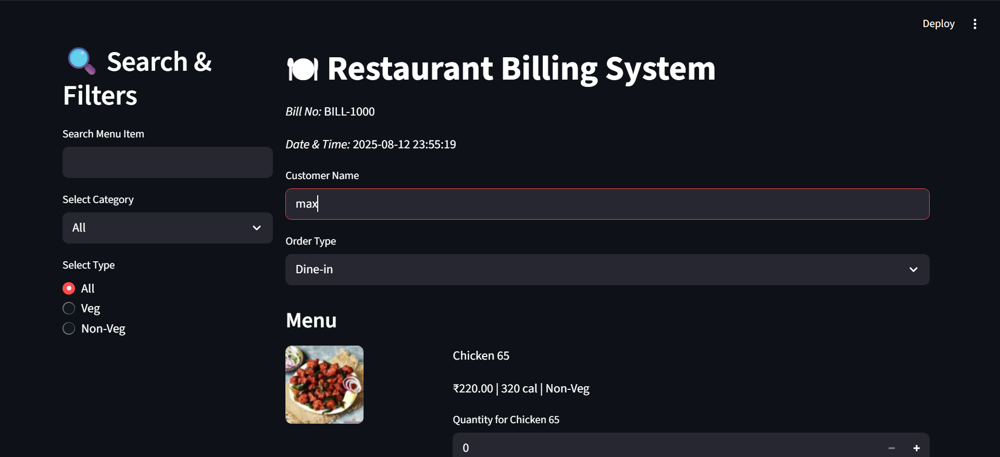 Deploy
🔍 Search &
Filters
Search Menu Item
Select Category
All
Select Type
All
Veg
Non-Veg
🍽️ Restaurant Billing System
Bill No: BILL-1000
Date & Time: 2025-08-12 23:55:19
Customer Name
max
Order Type
Dine-in
Menu
Chicken 65
₹220.00 | 320 cal | Non-Veg
Quantity for Chicken 65
0